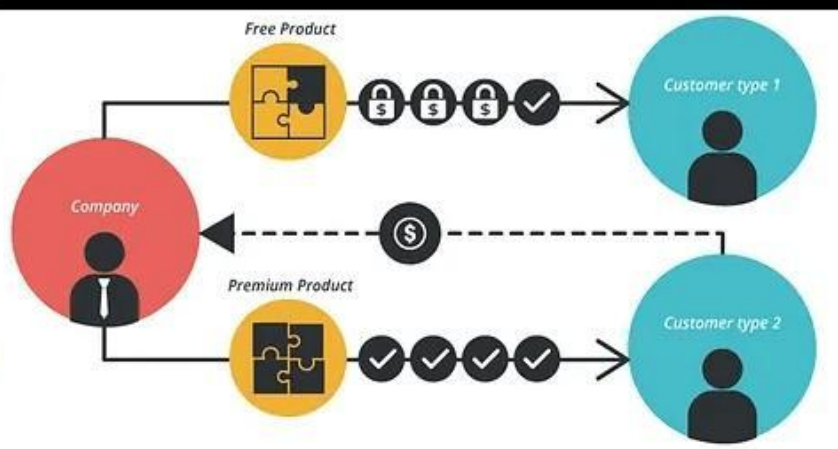 Free Product
Customer type 1
$ $ $
Company
$
Premium Product
Customer type 2